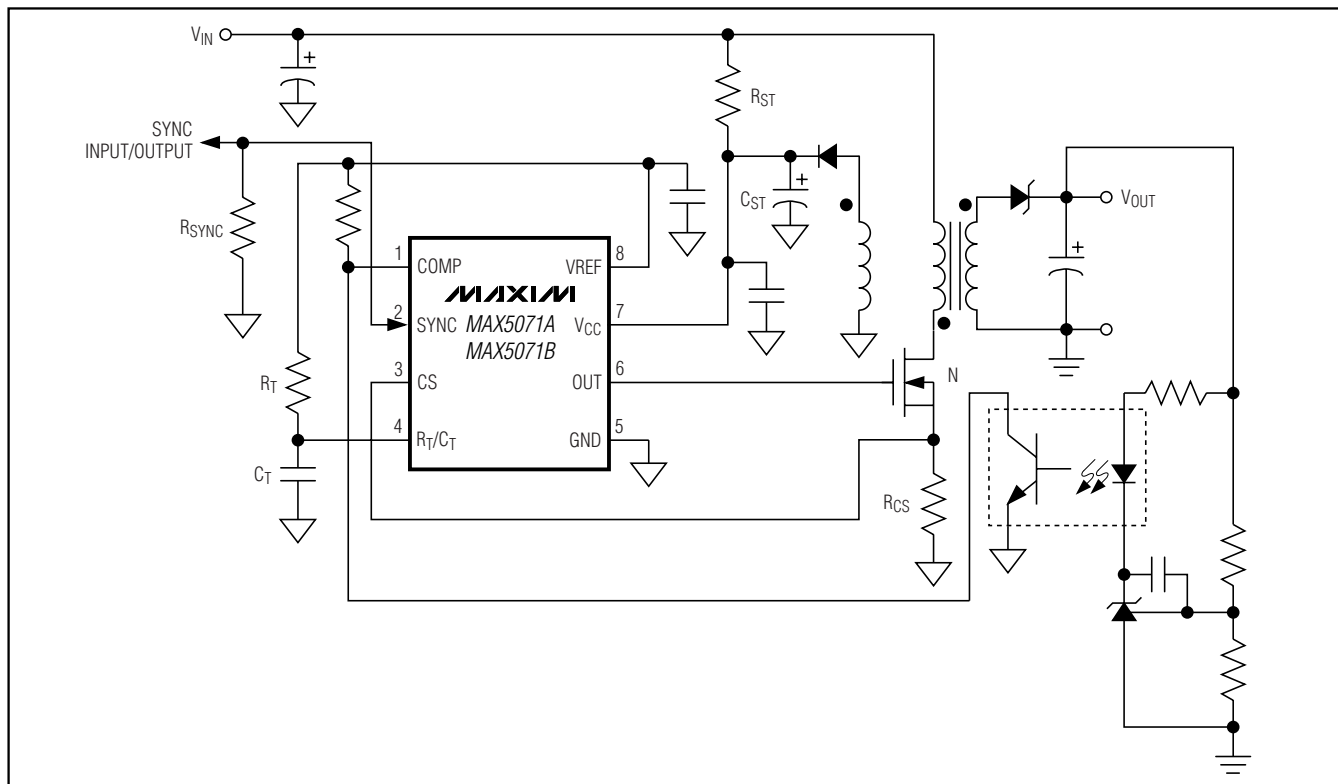 VIN
+
RST
SYNC
INPUT/OUTPUT
+
CST
VOUT
RSYNC
+
1
COMP
VREF
8
MAXIM
2
SYNC
MAX5071A
VCC
7
MAX5071B
RT
3
CS
OUT
6
N
4
RT/CT
GND
5
CT
RCS